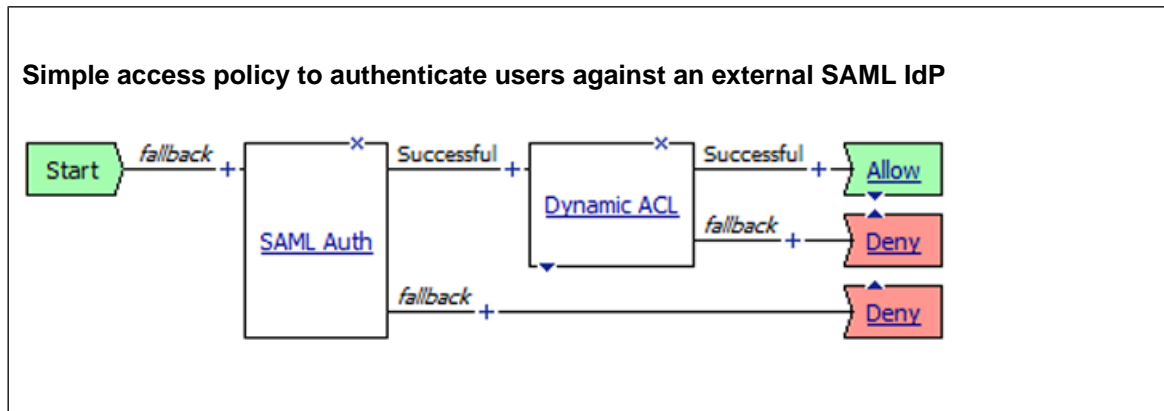 Simple access policy to authenticate users against an external SAML IdP
Start
fallback
+
SAML Auth
Successful
+
Dynamic ACL
Successful
+
Allow
fallback
+
Deny
fallback
+
Deny